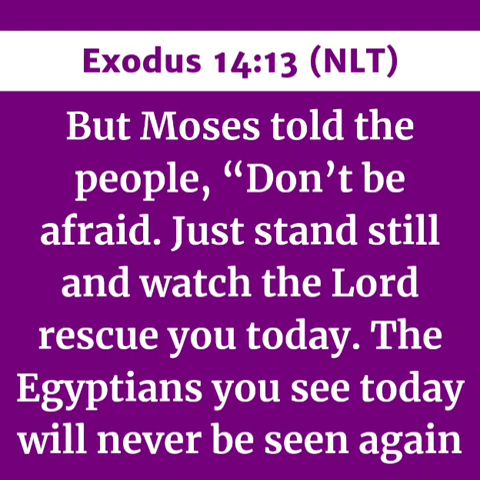 Exodus 14:13 (NLT)
But Moses told the
people, “Don’t be
afraid. Just stand still
and watch the Lord
rescue you today. The
Egyptians you see today
will never be seen again